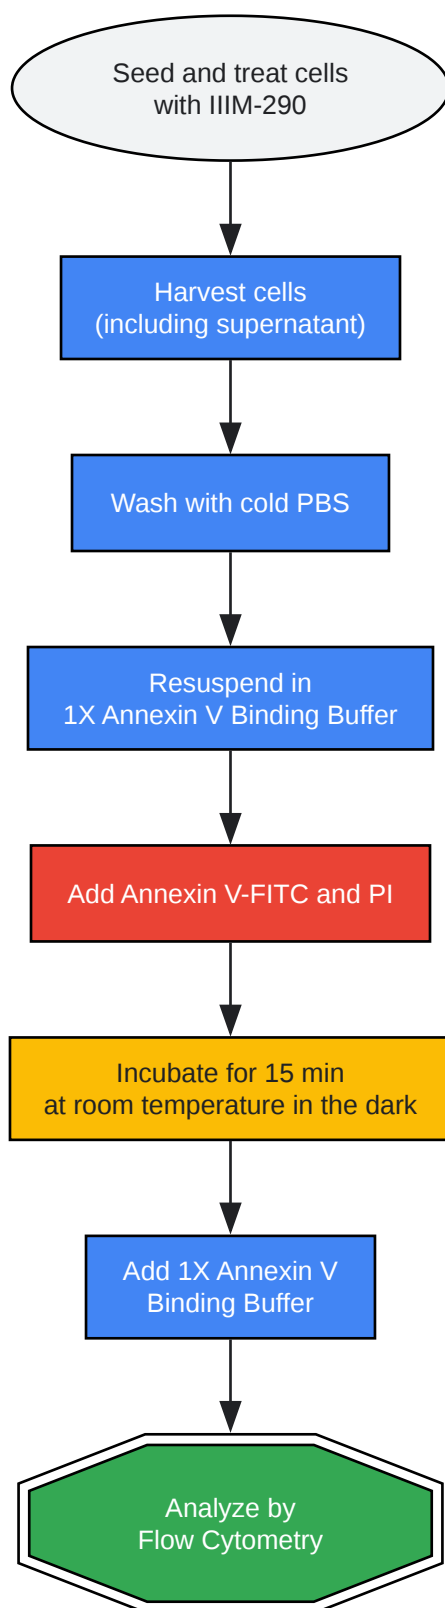 Seed and treat cells
with IIIM-290
Harvest cells
(including supernatant)
Wash with cold PBS
Resuspend in
1X Annexin V Binding Buffer
Add Annexin V-FITC and PI
Incubate for 15 min
at room temperature in the dark
Add 1X Annexin V
Binding Buffer
Analyze by
Flow Cytometry